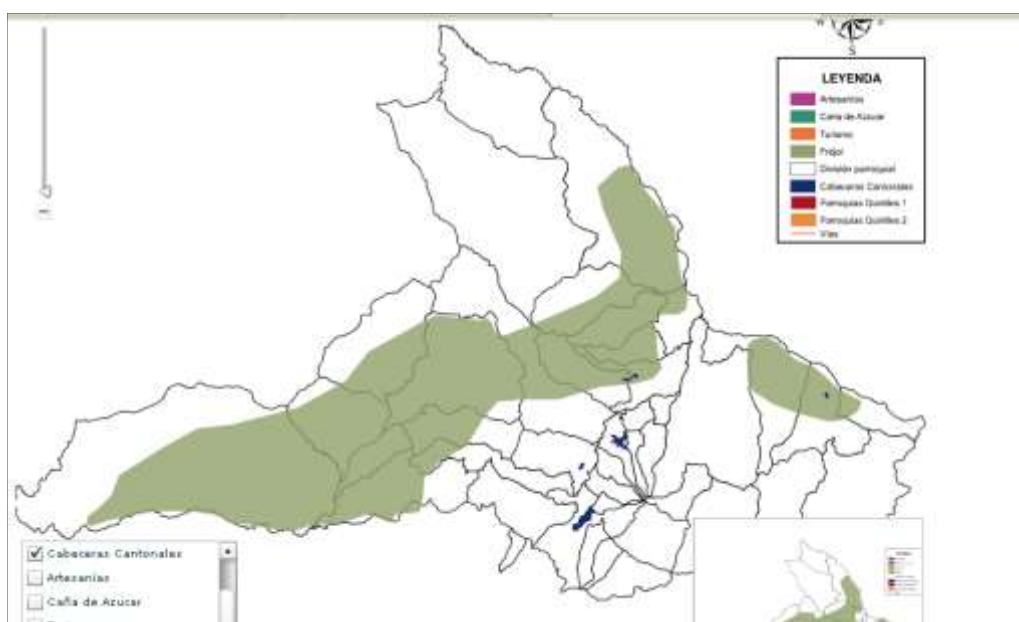 S
LEYENDA
Artesanías
Caña de Azúcar
Turismo
Frejol
División parroquial
Cabeceras Cantonales
Parroquias Quintiles 1
Parroquias Quintiles 2
Vías
Cabeceras Cantonales
Artesanías
Caña de Azucar